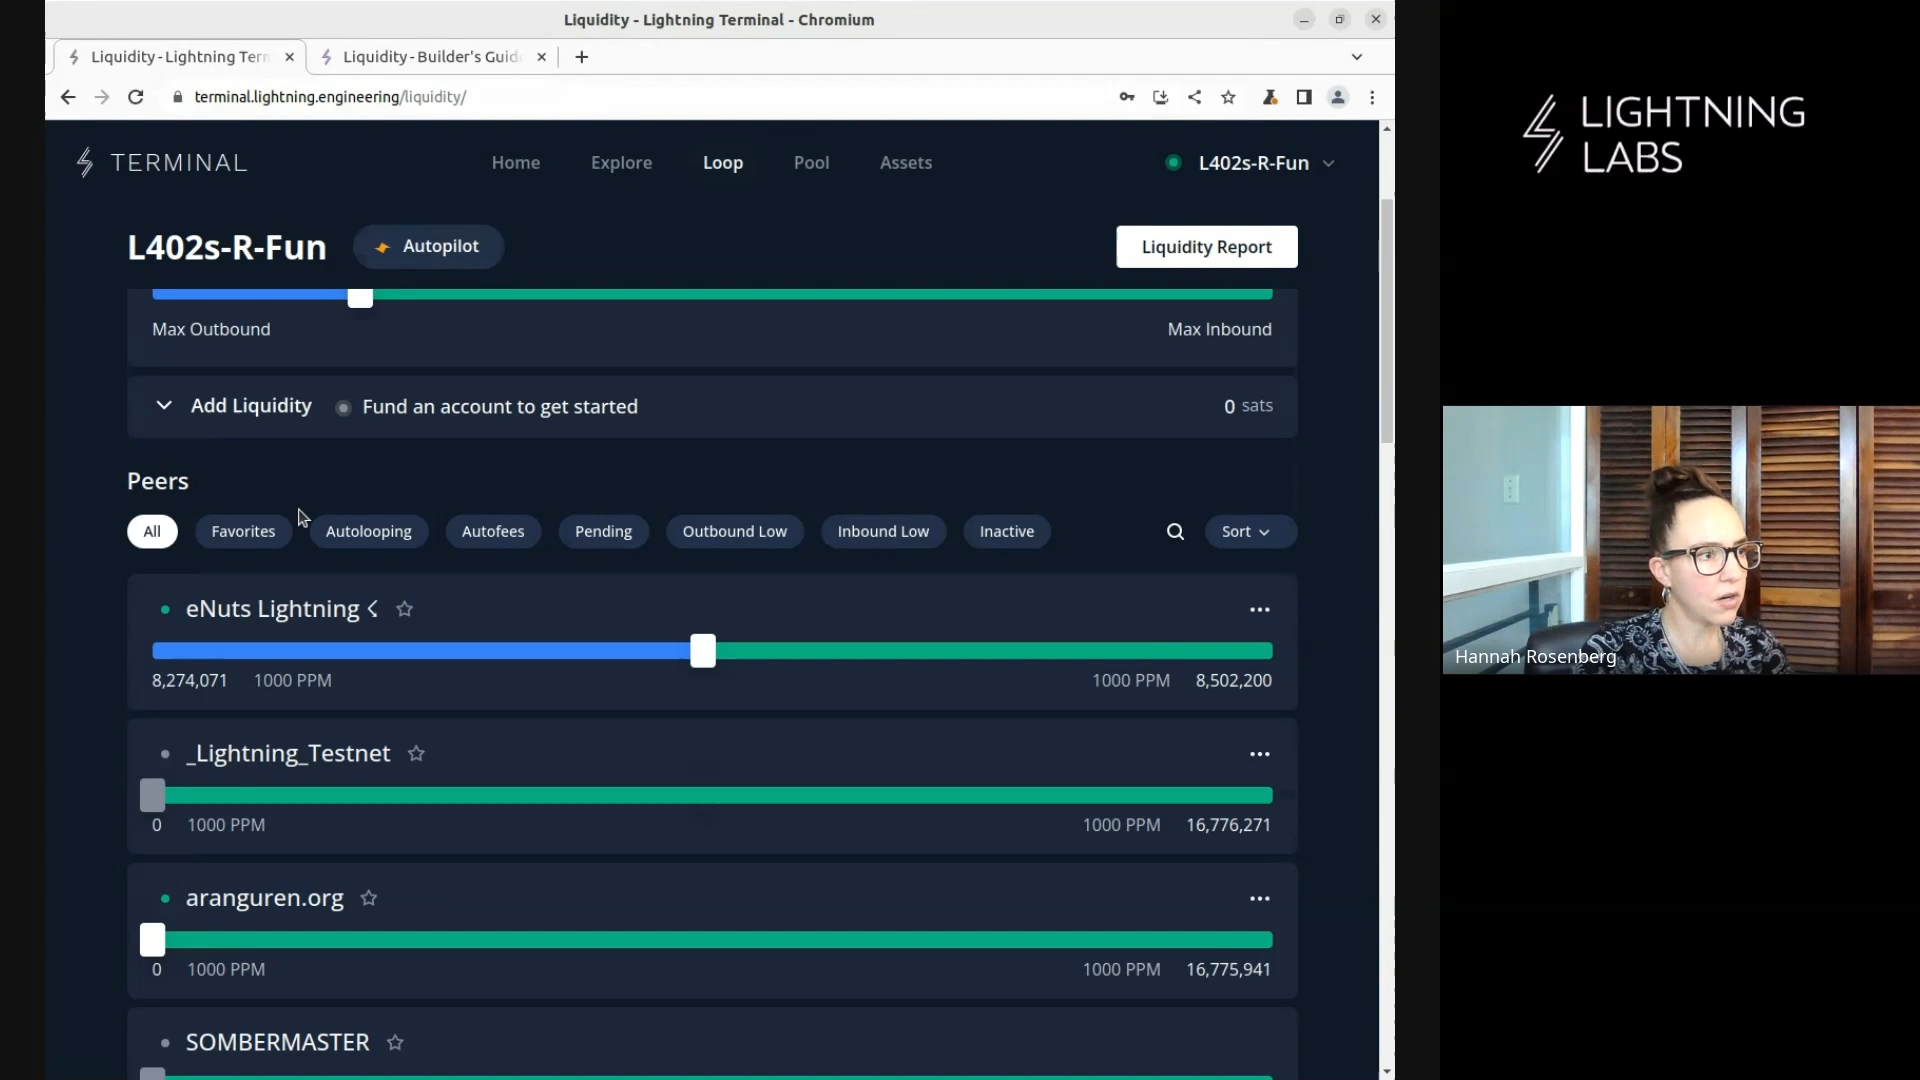 Liquidity - Lightning Terminal - Chromium
Liquidity - Lightning Tern
Liquidity - Builder's Guid
terminal.lightning.engineering/liquidity/
TERMINAL
Home
Explore
Loop
Pool
Assets
L402s-R-Fun
L402s-R-Fun
Autopilot
Liquidity Report
Max Outbound
Max Inbound
Add Liquidity
Fund an account to get started
0 sats
Peers
All
Favorites
Autolooping
Autofees
Pending
Outbound Low
Inbound Low
Inactive
Sort
eNuts Lightning
8,274,071
1000 PPM
1000 PPM
8,502,200
_Lightning_Testnet
0
1000 PPM
1000 PPM
16,776,271
aranguren.org
0
1000 PPM
1000 PPM
16,775,941
SOMBERMASTER
LIGHTNING
LABS
Hannah Rosenberg